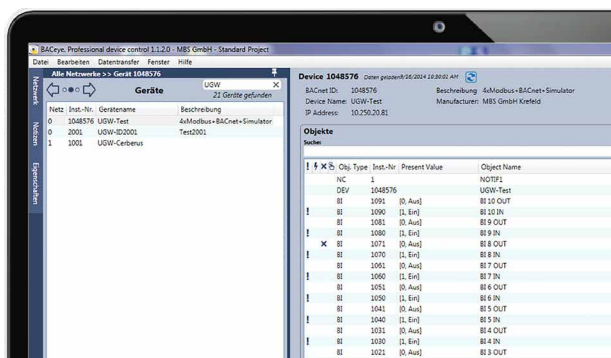 BACeye, Professional device control 1.1.2.0 - MBS GmbH - Standard Project
Datei Bearbeiten Datentransfer Fenster Hilfe
Netzwerk
Notizen
Eigenschaften
Alle Netzwerke >> Gerät 1048576
Geräte
UGW X
21 Geräte gefunden
Netz Inst.-Nr. Gerätename Beschreibung
0 1048576 UGW-Test 4xModbus+BACnet+Simulator
0 2001 UGW-ID2001 Test2001
1 1001 UGW-Cerberus
Device 1048576 Daten geladen 10:30:01 AM
BACnet ID: 1048576 Beschreibung 4xModbus+BACnet+Simulator
Device Name: UGW-Test Manufacturer: MBS GmbH Krefeld
IP Address: 10.250.20.81
Objekte
Suche:
Obj. Type Inst.-Nr Present Value Object Name
NC 1 NOTIF1
DEV 1048576 UGW-Test
BI 1091 [0, Aus] BI 10 OUT
! BI 1090 [1, Ein] BI 10 IN
BI 1081 [0, Aus] BI 9 OUT
! BI 1080 [1, Ein] BI 9 IN
X BI 1071 [0, Aus] BI 8 OUT
! BI 1070 [1, Ein] BI 8 IN
BI 1061 [0, Aus] BI 7 OUT
! BI 1060 [1, Ein] BI 7 IN
BI 1051 [0, Aus] BI 6 OUT
! BI 1050 [1, Ein] BI 6 IN
BI 1041 [0, Aus] BI 5 OUT
! BI 1040 [1, Ein] BI 5 IN
BI 1031 [0, Aus] BI 4 OUT
! BI 1030 [1, Ein] BI 4 IN
BI 1021 [0, Aus] BI 3 OUT